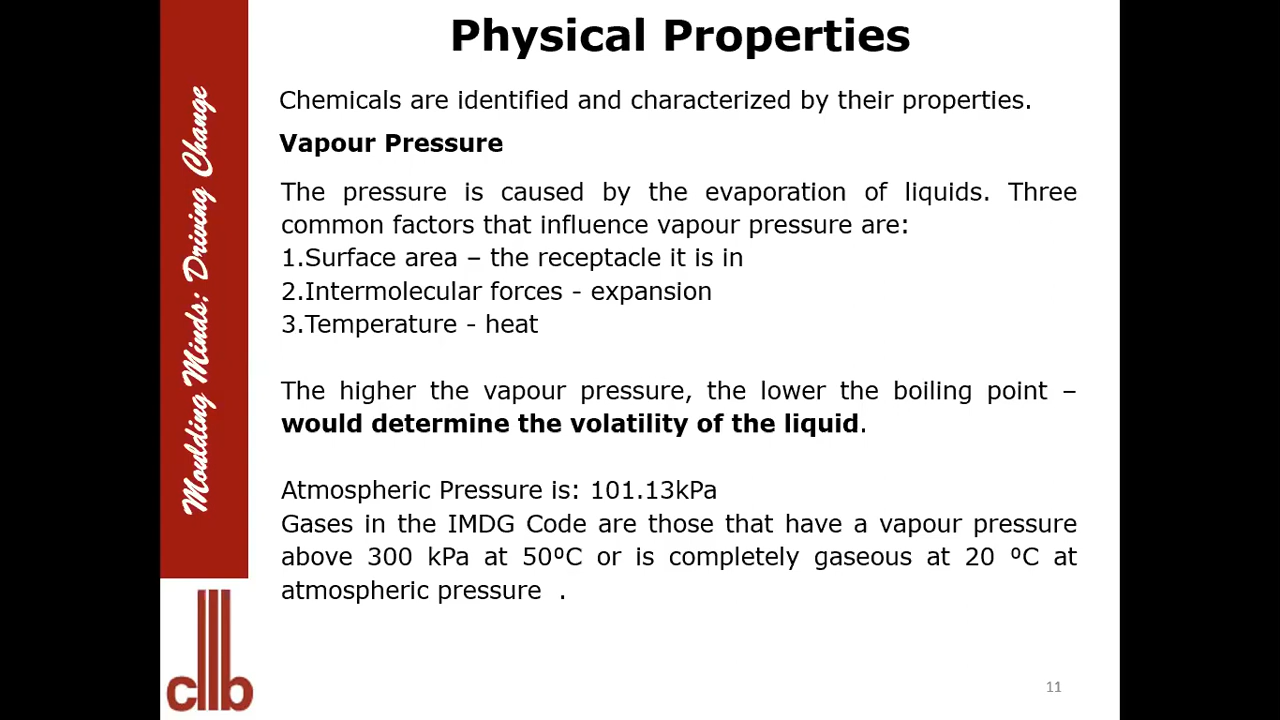 Physical Properties
Chemicals are identified and characterized by their properties.
Vapour Pressure
The pressure is caused by the evaporation of liquids. Three
common factors that influence vapour pressure are:
1.Surface area – the receptacle it is in
2.Intermolecular forces - expansion
3.Temperature - heat
The higher the vapour pressure, the lower the boiling point –
would determine the volatility of the liquid.
Atmospheric Pressure is: 101.13kPa
Gases in the IMDG Code are those that have a vapour pressure
above 300 kPa at 50ºC or is completely gaseous at 20 ºC at
atmospheric pressure .
Moulding Minds; Driving Change
cllb
11